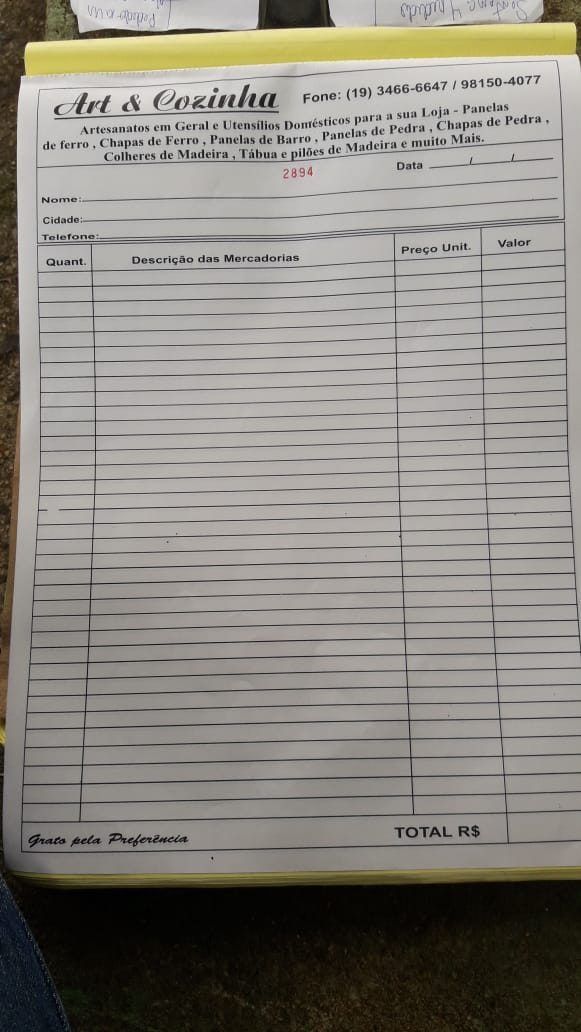 Art & Cozinha Fone: (19) 3466-6647 / 98150-4077
Artesanatos em Geral e Utensílios Domésticos para a sua Loja - Panelas
de ferro , Chapas de Ferro , Panelas de Barro , Panelas de Pedra , Chapas de Pedra ,
Colheres de Madeira , Tábua e pilões de Madeira e muito Mais.
2894 Data / /
Nome:
Cidade:
Telefone:
Quant. Descrição das Mercadorias Preço Unit. Valor
Grato pela Preferência TOTAL R$